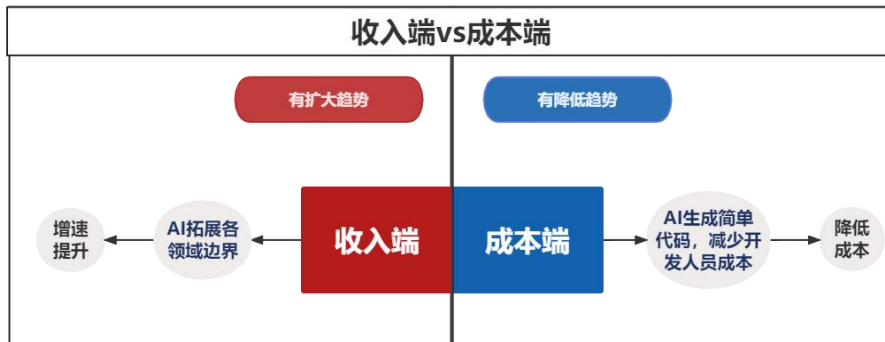 收入端vs成本端
有扩大趋势
有降低趋势
增速
提升
AI拓展各
领域边界
收入端
成本端
AI生成简单
代码，减少开
发人员成本
降低
成本